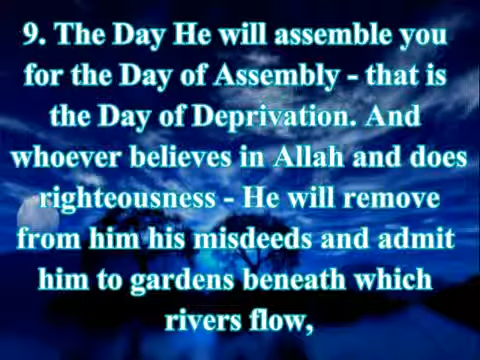 9. The Day He will assemble you
for the Day of Assembly - that is
the Day of Deprivation. And
whoever believes in Allah and does
righteousness - He will remove
from him his misdeeds and admit
him to gardens beneath which
rivers flow,